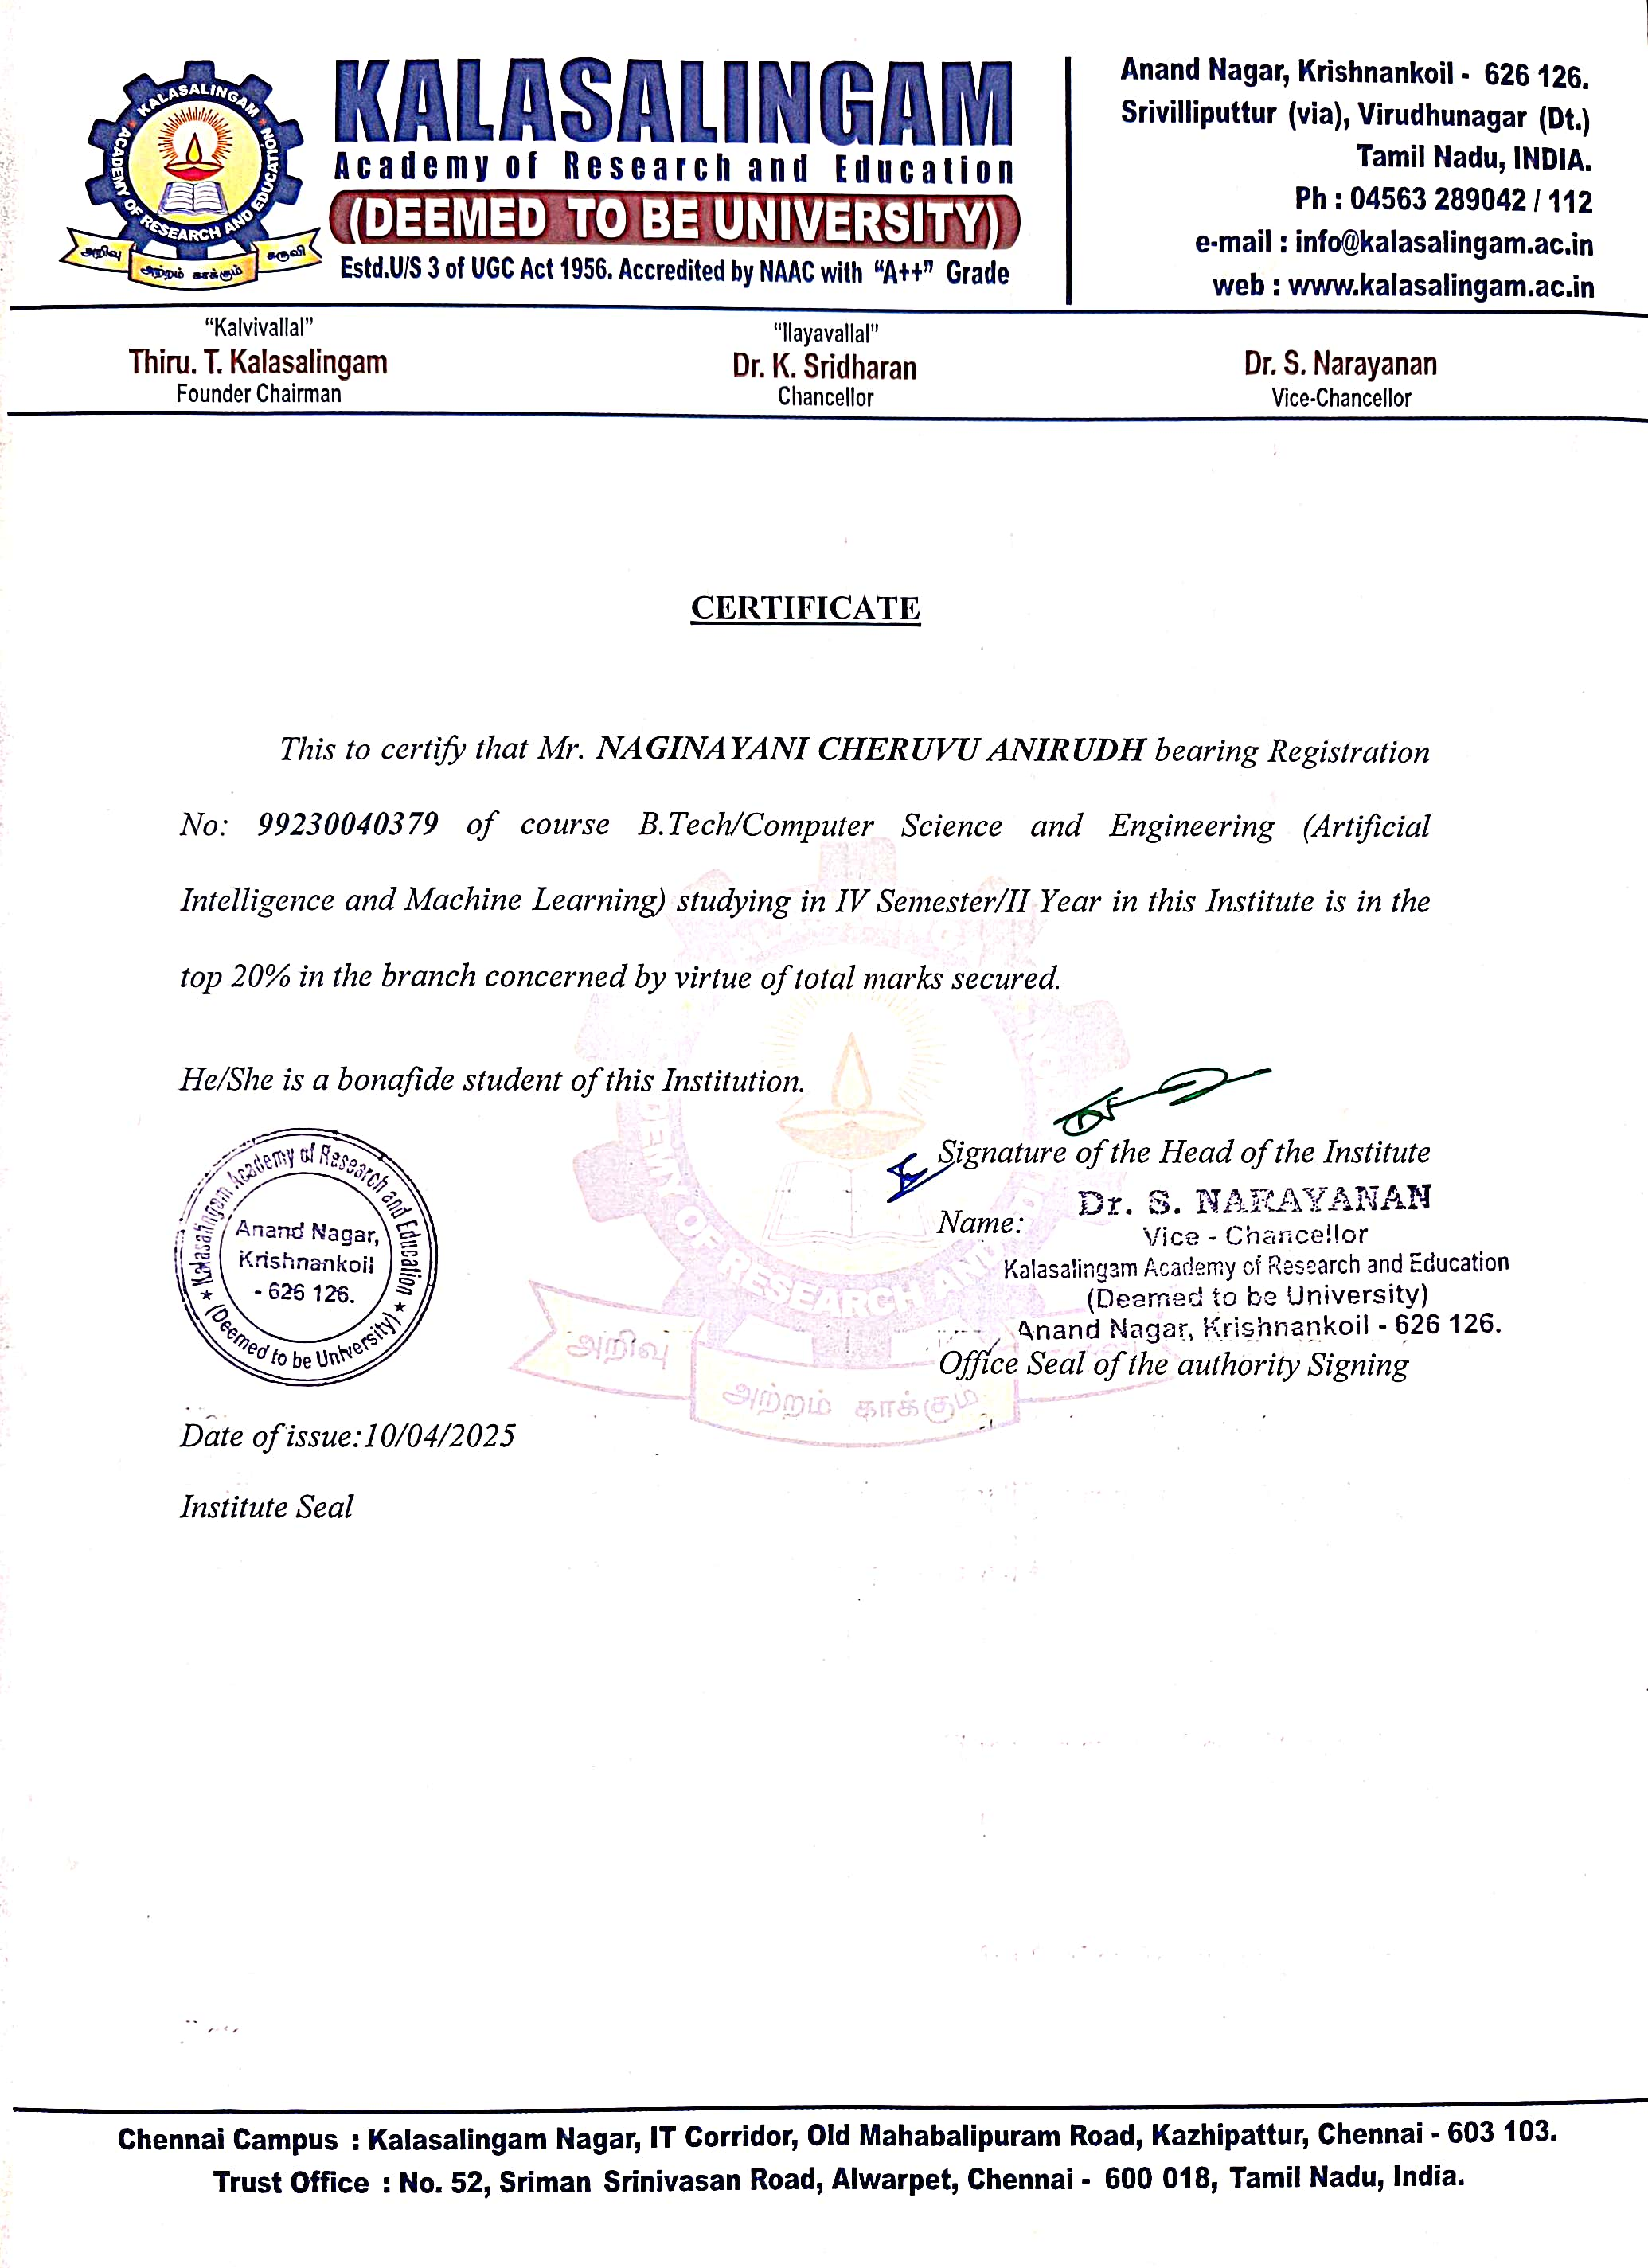 KALASALINGAM ACADEMY OF RESEARCH AND EDUCATION
அறிவு
அற்றம் காக்கும்
கருவி
KALASALINGAM
Academy of Research and Education
(DEEMED TO BE UNIVERSITY)
Estd.U/S 3 of UGC Act 1956. Accredited by NAAC with “A++” Grade
Anand Nagar, Krishnankoil - 626 126.
Srivilliputtur (via), Virudhunagar (Dt.)
Tamil Nadu, INDIA.
Ph : 04563 289042 / 112
e-mail : info@kalasalingam.ac.in
web : www.kalasalingam.ac.in
“Kalvivallal”
Thiru. T. Kalasalingam
Founder Chairman
“Ilayavallal”
Dr. K. Sridharan
Chancellor
Dr. S. Narayanan
Vice-Chancellor
CERTIFICATE
This to certify that Mr. NAGINAYANI CHERUVU ANIRUDH bearing Registration
No: 99230040379 of course B.Tech/Computer Science and Engineering (Artificial
Intelligence and Machine Learning) studying in IV Semester/II Year in this Institute is in the
top 20% in the branch concerned by virtue of total marks secured.
He/She is a bonafide student of this Institution.
Kalasalingam Academy of Research and Education
(Deemed to be University)
Anand Nagar,
Krishnankoil
- 626 126.
Signature of the Head of the Institute
Name:
Dr. S. NARAYANAN
Vice - Chancellor
Kalasalingam Academy of Research and Education
(Deemed to be University)
Anand Nagar, Krishnankoil - 626 126.
Office Seal of the authority Signing
DEMY OF RESEARCH AND
அறிவு
அற்றம் காக்கும்
Date of issue:10/04/2025
Institute Seal
Chennai Campus : Kalasalingam Nagar, IT Corridor, Old Mahabalipuram Road, Kazhipattur, Chennai - 603 103.
Trust Office : No. 52, Sriman Srinivasan Road, Alwarpet, Chennai - 600 018, Tamil Nadu, India.